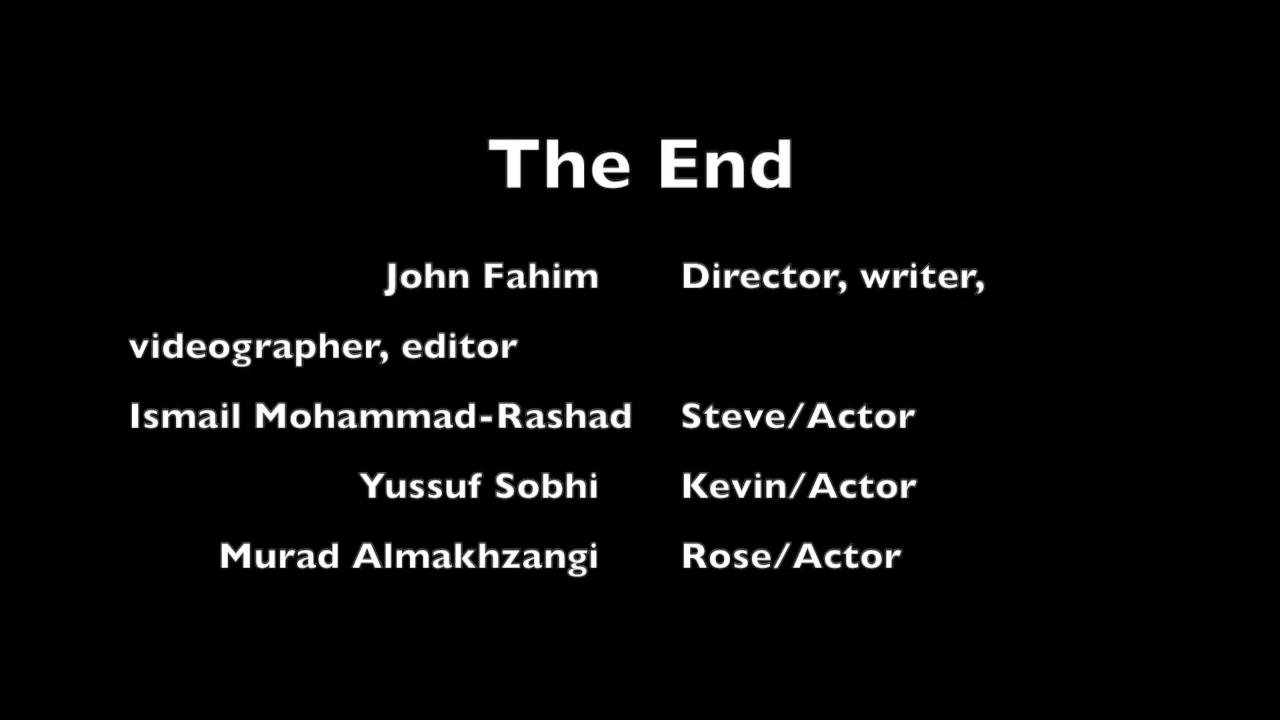 The End
John Fahim Director, writer,
videographer, editor
Ismail Mohammad-Rashad Steve/Actor
Yussuf Sobhi Kevin/Actor
Murad Almakhzangi Rose/Actor